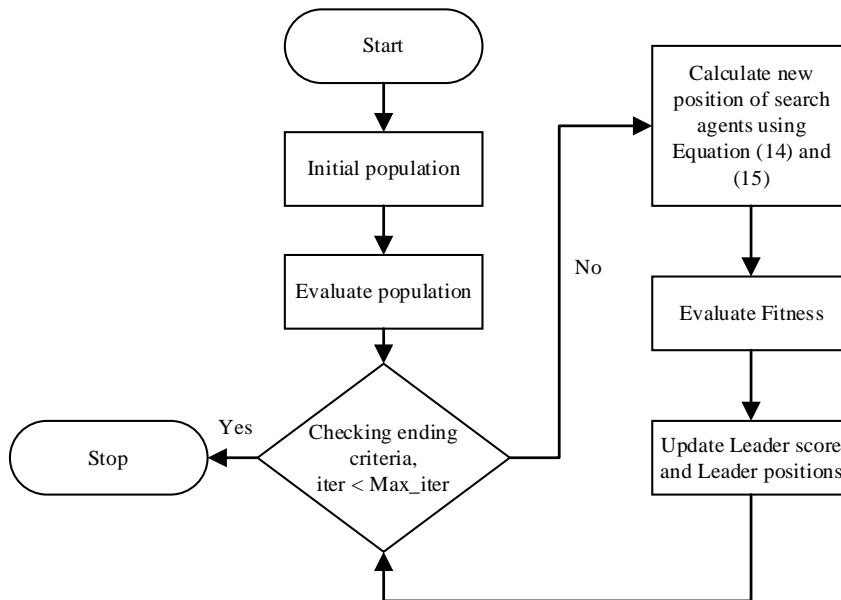 Start
Initial population
Evaluate population
Checking ending
criteria,
iter < Max_iter
Yes
Stop
No
Calculate new
position of search
agents using
Equation (14) and
(15)
Evaluate Fitness
Update Leader score
and Leader positions